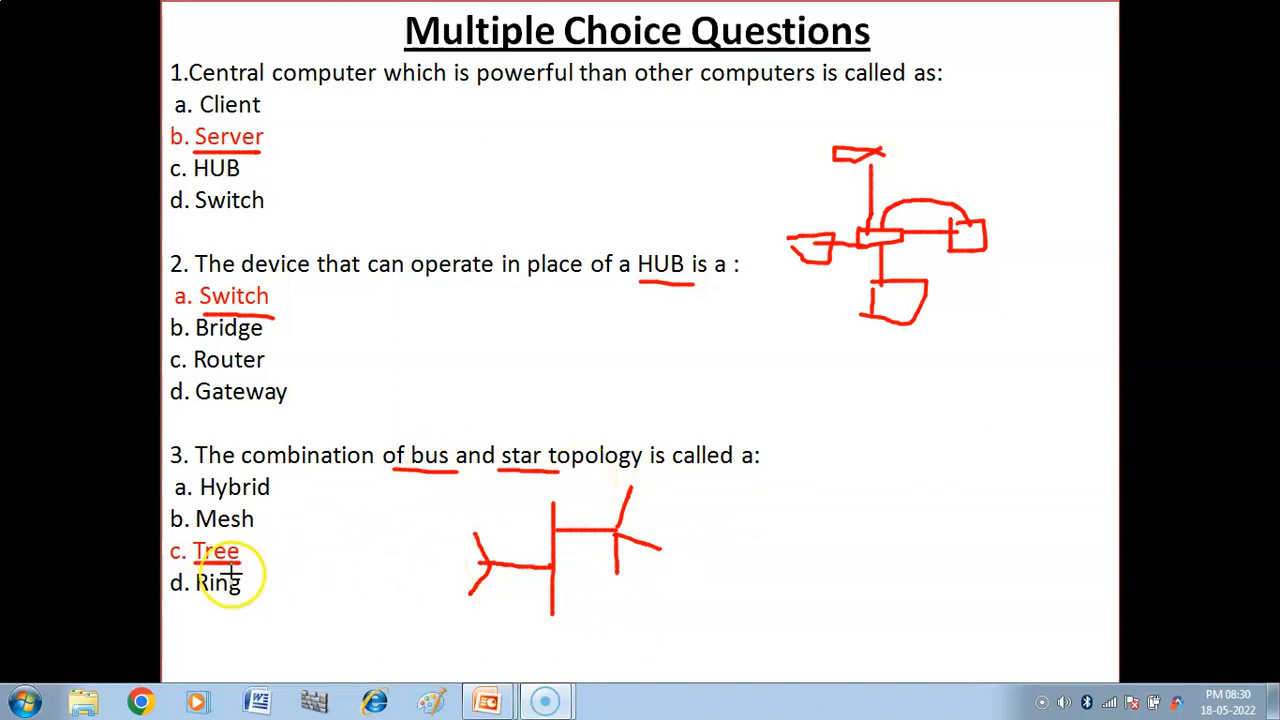 Multiple Choice Questions
1.Central computer which is powerful than other computers is called as:
a. Client
b. Server
c. HUB
d. Switch
2. The device that can operate in place of a HUB is a :
a. Switch
b. Bridge
c. Router
d. Gateway
3. The combination of bus and star topology is called a:
a. Hybrid
b. Mesh
c. Tree
d. Ring
PM 08:30
18-05-2022